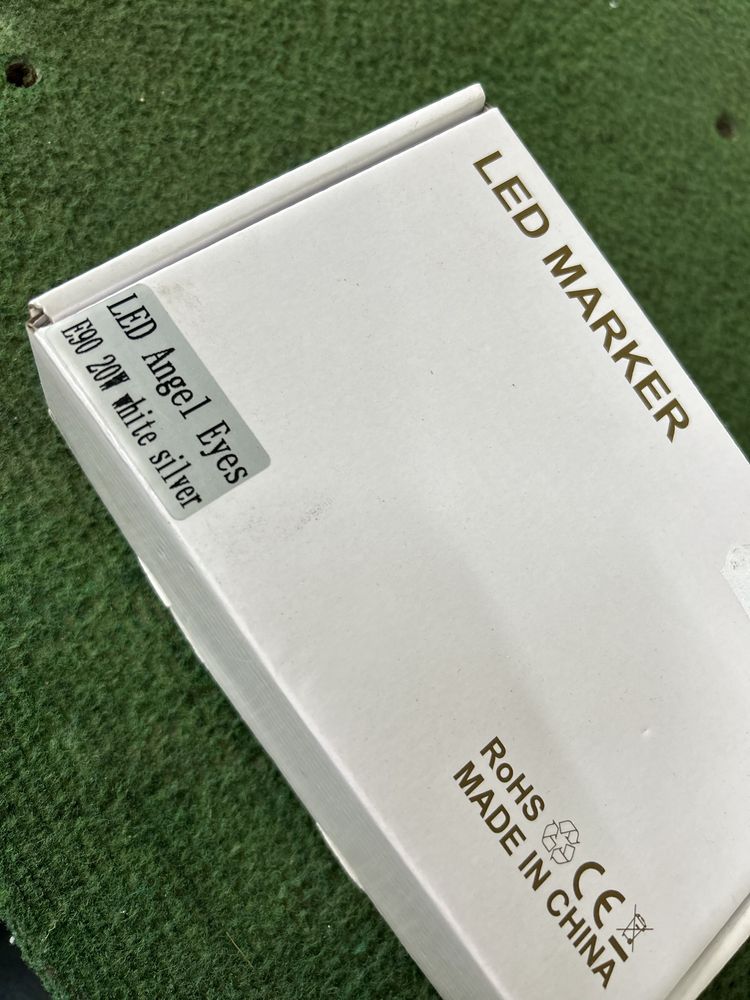 LED MARKER
LED Angel Eyes
E90 20W white silver
RoHS CE
MADE IN CHINA